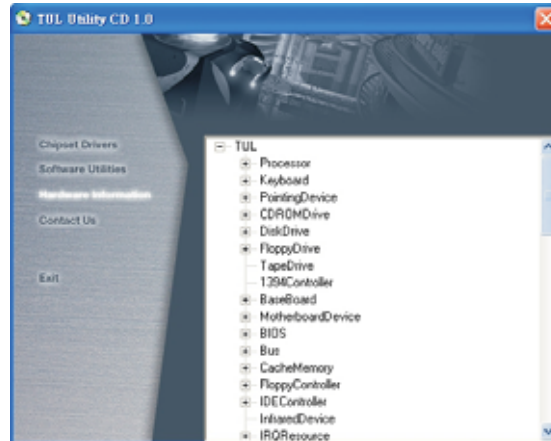 TUL Utility CD 1.0
Chipset Drivers
Software Utilities
Hardware Information
Contact Us
Exit
TUL
Processor
Keyboard
PointingDevice
CDROMDrive
DiskDrive
FloppyDrive
TapeDrive
1394Controller
BaseBoard
MotherboardDevice
BIOS
Bus
CacheMemory
FloppyController
IDEController
InfraredDevice
IRQResource